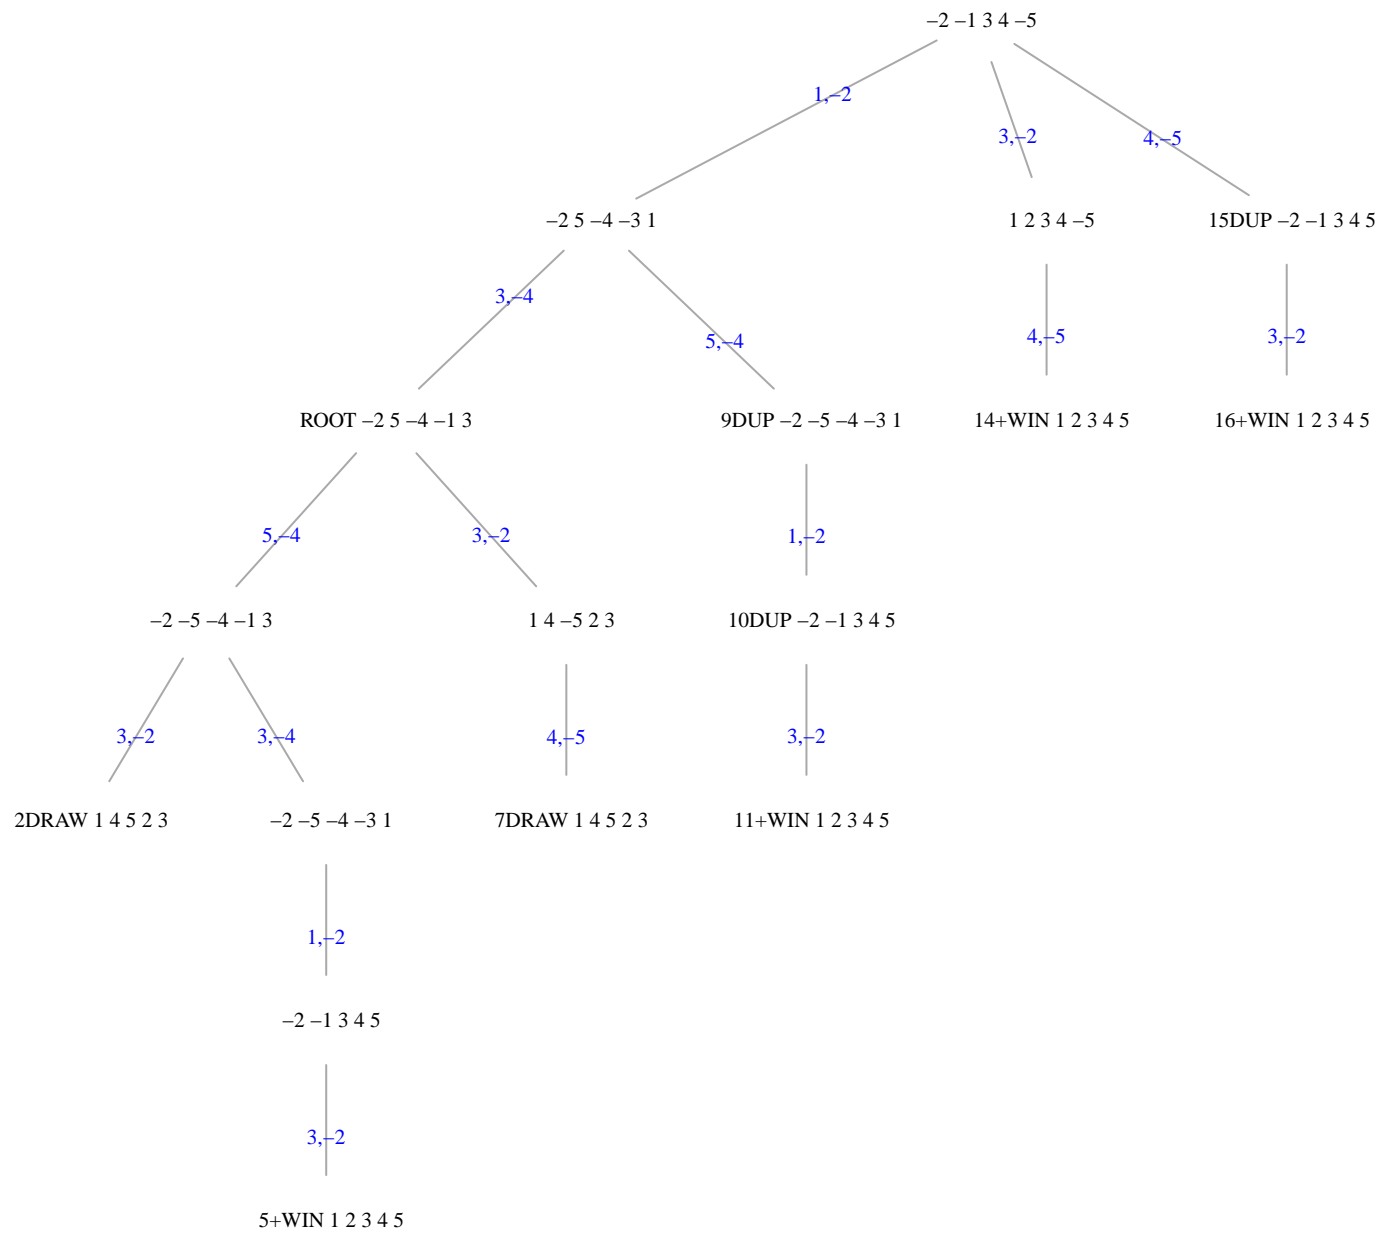 –2 –1 3 4 –5
1,–2
3,–2
4,–5
–2 5 –4 –3 1
1 2 3 4 –5
15DUP –2 –1 3 4 5
3,–4
5,–4
4,–5
3,–2
ROOT –2 5 –4 –1 3
9DUP –2 –5 –4 –3 1
14+WIN 1 2 3 4 5
16+WIN 1 2 3 4 5
5,–4
3,–2
1,–2
–2 –5 –4 –1 3
1 4 –5 2 3
10DUP –2 –1 3 4 5
3,–2
3,–4
4,–5
3,–2
2DRAW 1 4 5 2 3
–2 –5 –4 –3 1
7DRAW 1 4 5 2 3
11+WIN 1 2 3 4 5
1,–2
–2 –1 3 4 5
3,–2
5+WIN 1 2 3 4 5